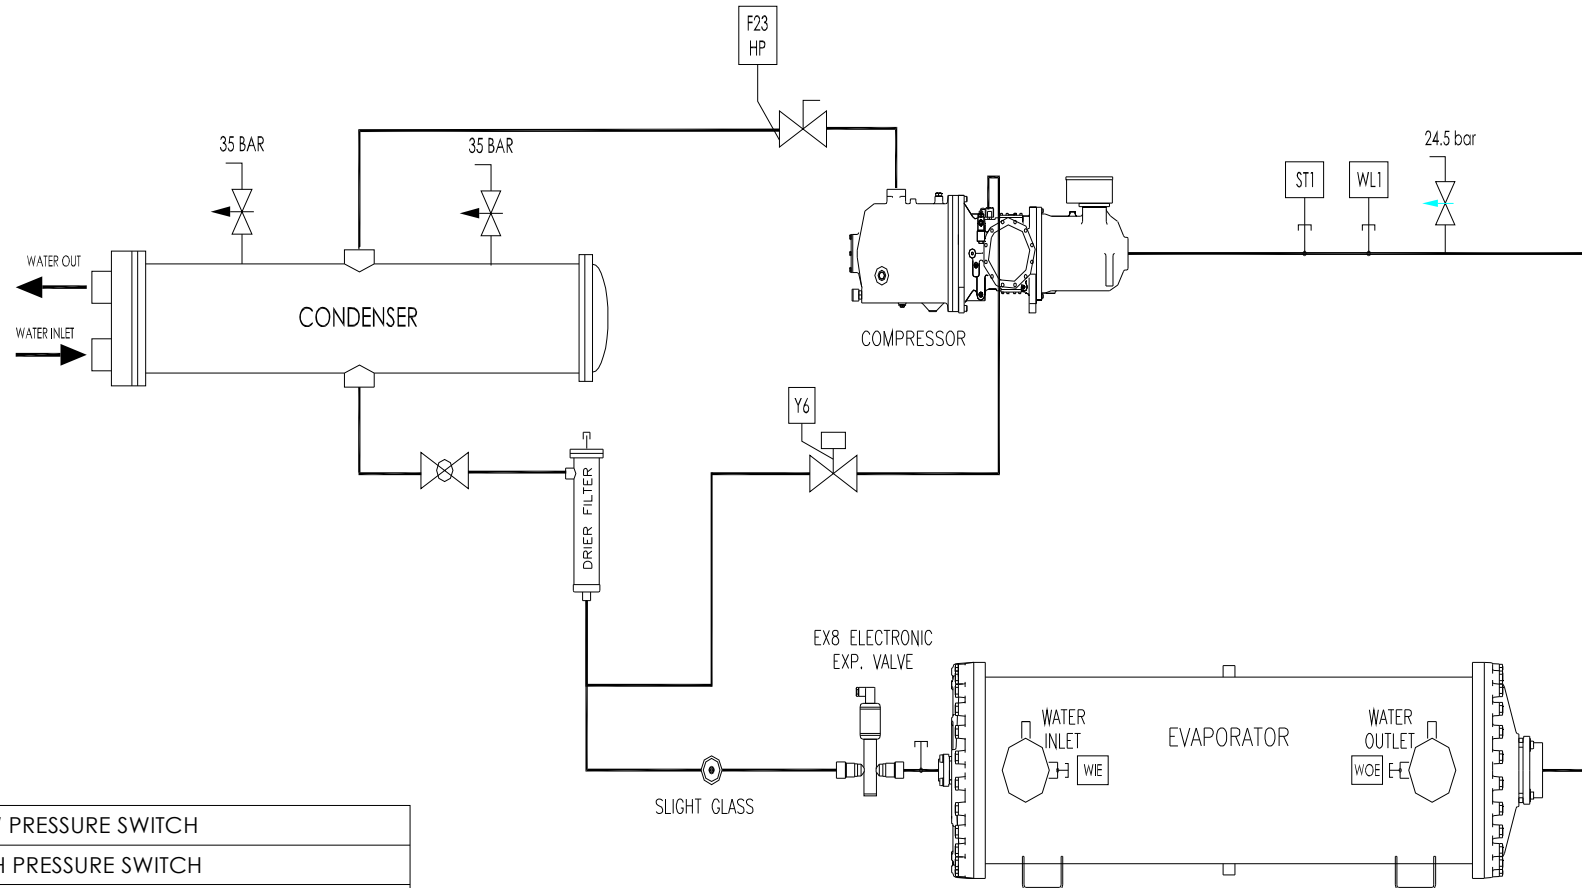 F23
HP
35 BAR
35 BAR
24.5 bar
ST1
WL1
WATER OUT
WATER INLET
CONDENSER
COMPRESSOR
Y6
DRIER FILTER
EX8 ELECTRONIC
EXP. VALVE
WATER
INLET
EVAPORATOR
WATER
OUTLET
WIE
WOE
SLIGHT GLASS
PRESSURE SWITCH
PRESSURE SWITCH